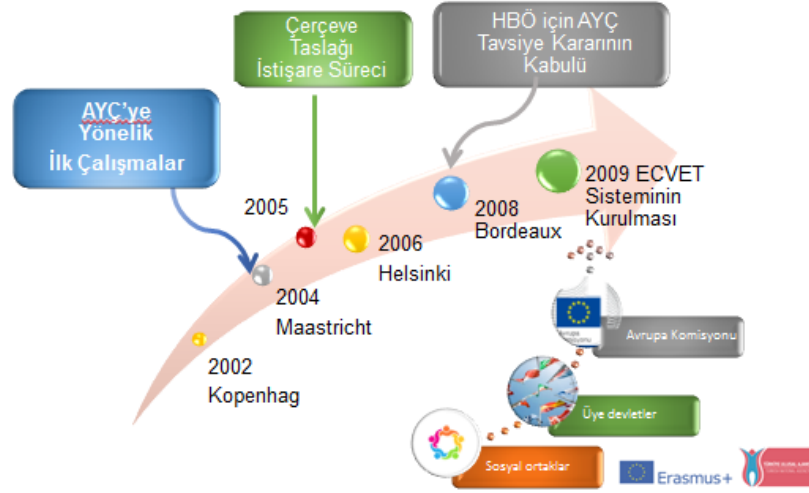 AYÇ'ye
Yönelik
İlk Çalışmalar
Çerçeve
Taslağı
İstişare Süreci
HBÖ için AYÇ
Tavsiye Kararının
Kabulü
2002
Kopenhag
2004
Maastricht
2005
2006
Helsinki
2008
Bordeaux
2009 ECVET
Sisteminin
Kurulması
Avrupa Komisyonu
Üye devletler
Sosyal ortaklar
Erasmus+